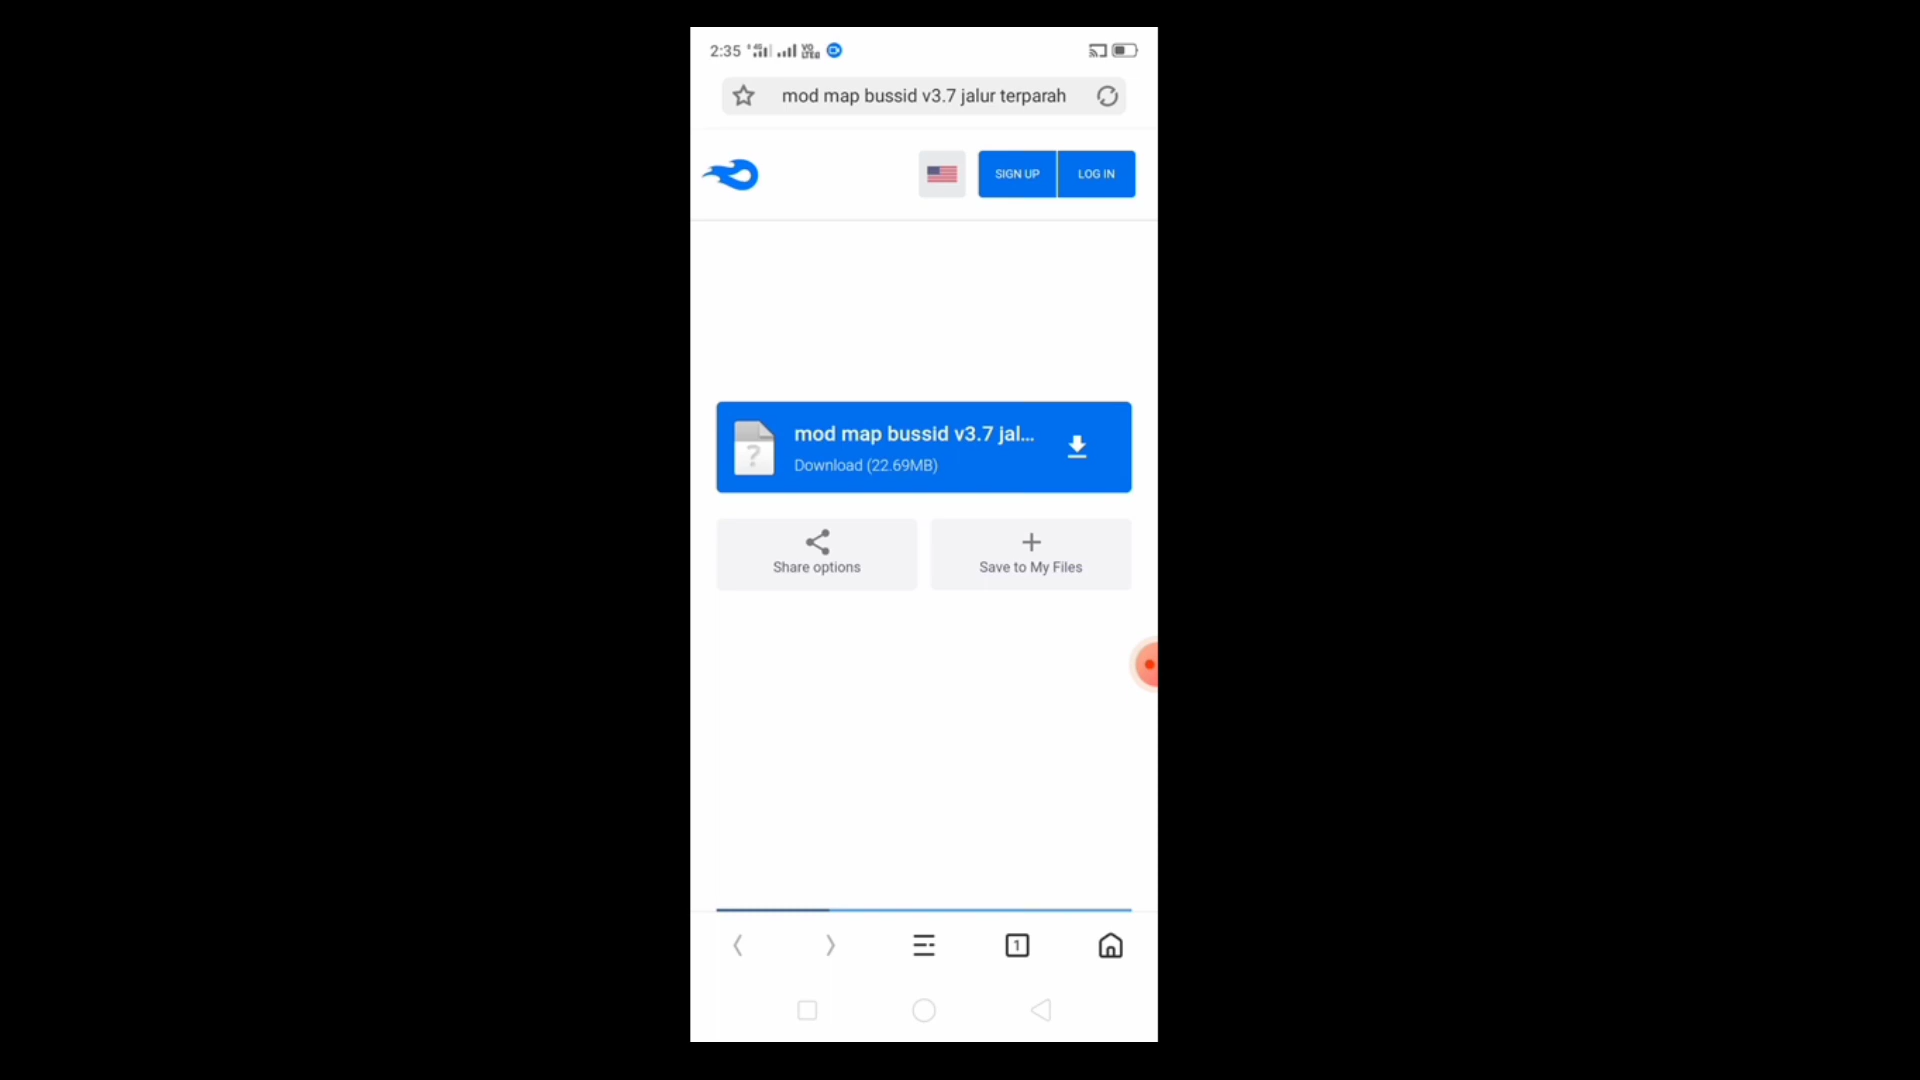 2:35
mod map bussid v3.7 jalur terparah
SIGN UP
LOG IN
mod map bussid v3.7 jal...
Download (22.69MB)
?
Share options
Save to My Files
1